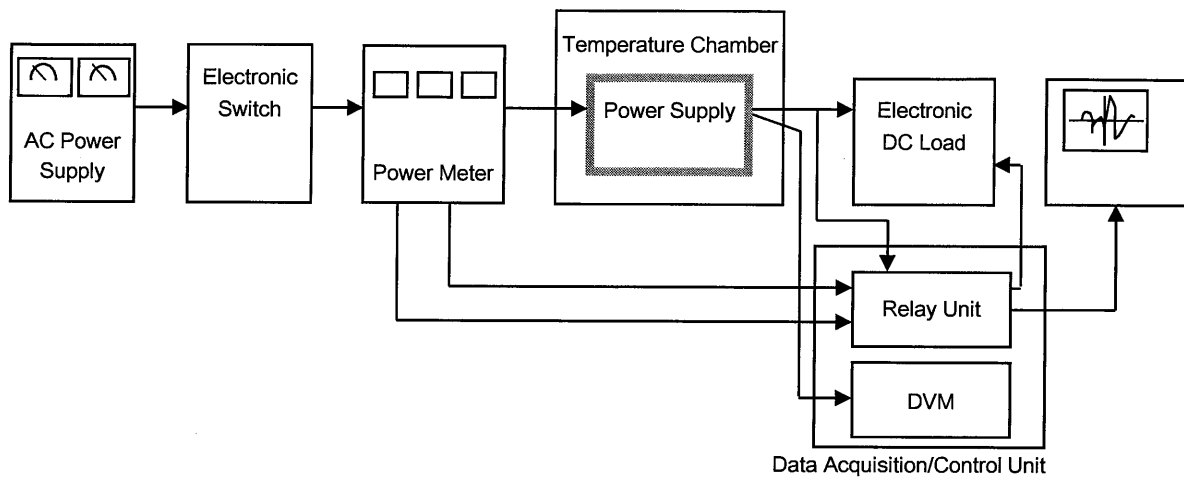 AC Power
Supply
Electronic
Switch
Power Meter
Temperature Chamber
Power Supply
Electronic
DC Load
Relay Unit
DVM
Data Acquisition/Control Unit